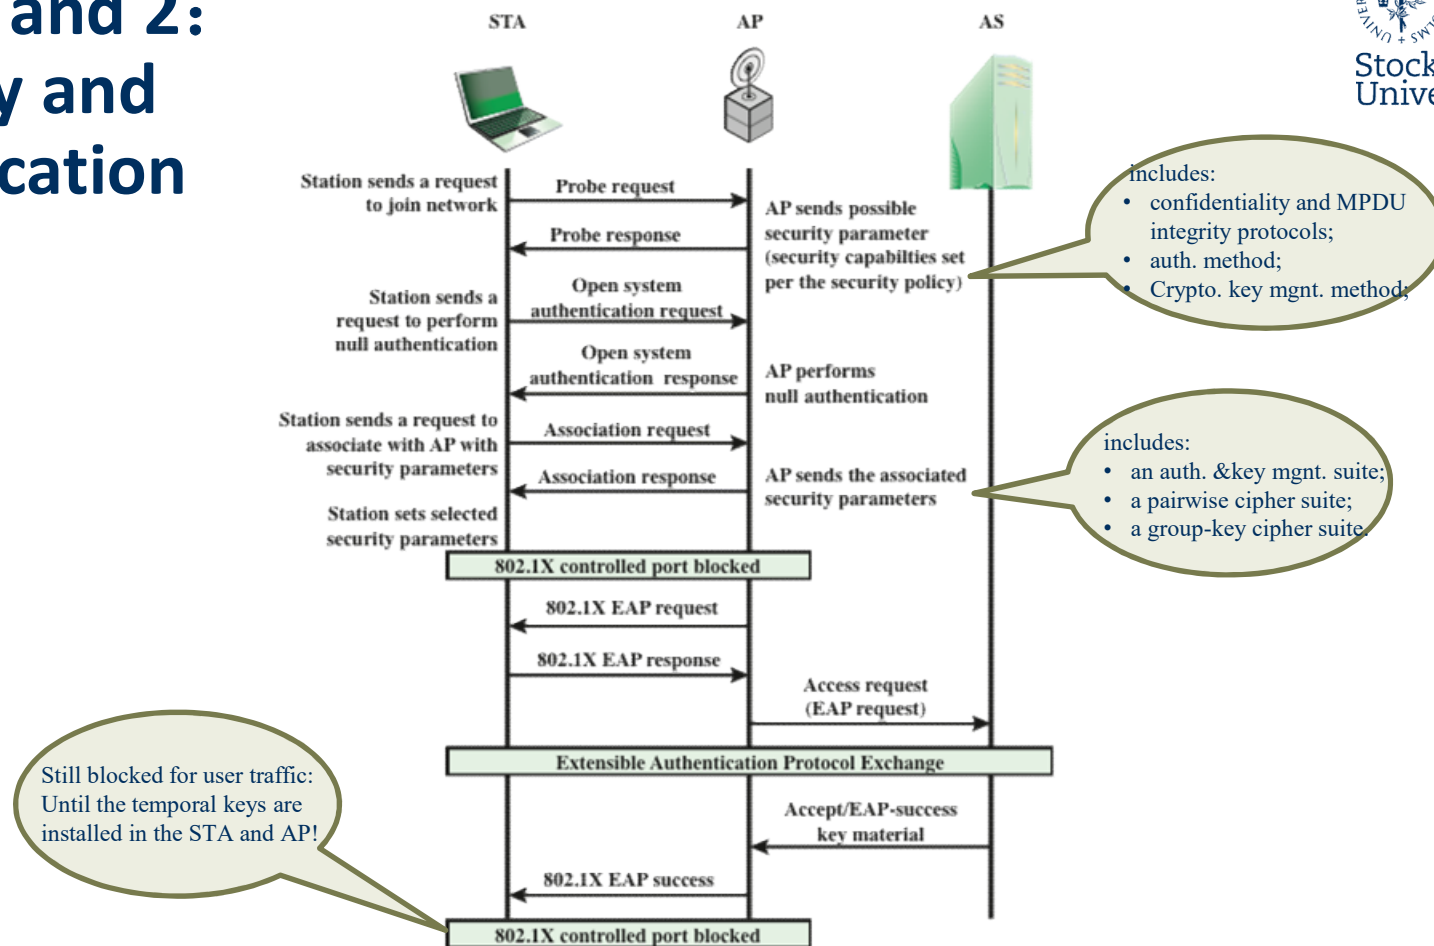 and 2:
y and
cation
STA
AP
AS
Stock
Unive
Station sends a request
to join network
Probe request
Probe response
AP sends possible
security parameter
(security capabilties set
per the security policy)
includes:
• confidentiality and MPDU
integrity protocols;
• auth. method;
• Crypto. key mgnt. method;
Station sends a
request to perform
null authentication
Open system
authentication request
Open system
authentication response
AP performs
null authentication
Station sends a request to
associate with AP with
security parameters
Association request
Association response
AP sends the associated
security parameters
includes:
• an auth. &key mgnt. suite;
• a pairwise cipher suite;
• a group-key cipher suite.
Station sets selected
security parameters
802.1X controlled port blocked
802.1X EAP request
802.1X EAP response
Access request
(EAP request)
Extensible Authentication Protocol Exchange
Still blocked for user traffic:
Until the temporal keys are
installed in the STA and AP!
Accept/EAP-success
key material
802.1X EAP success
802.1X controlled port blocked